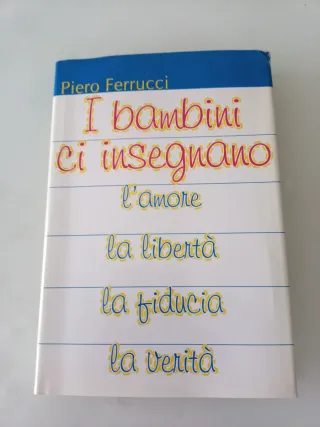 Piero Ferrucci
I bambini
ci insegnano
l'amore
la libertà
la fiducia
la verità